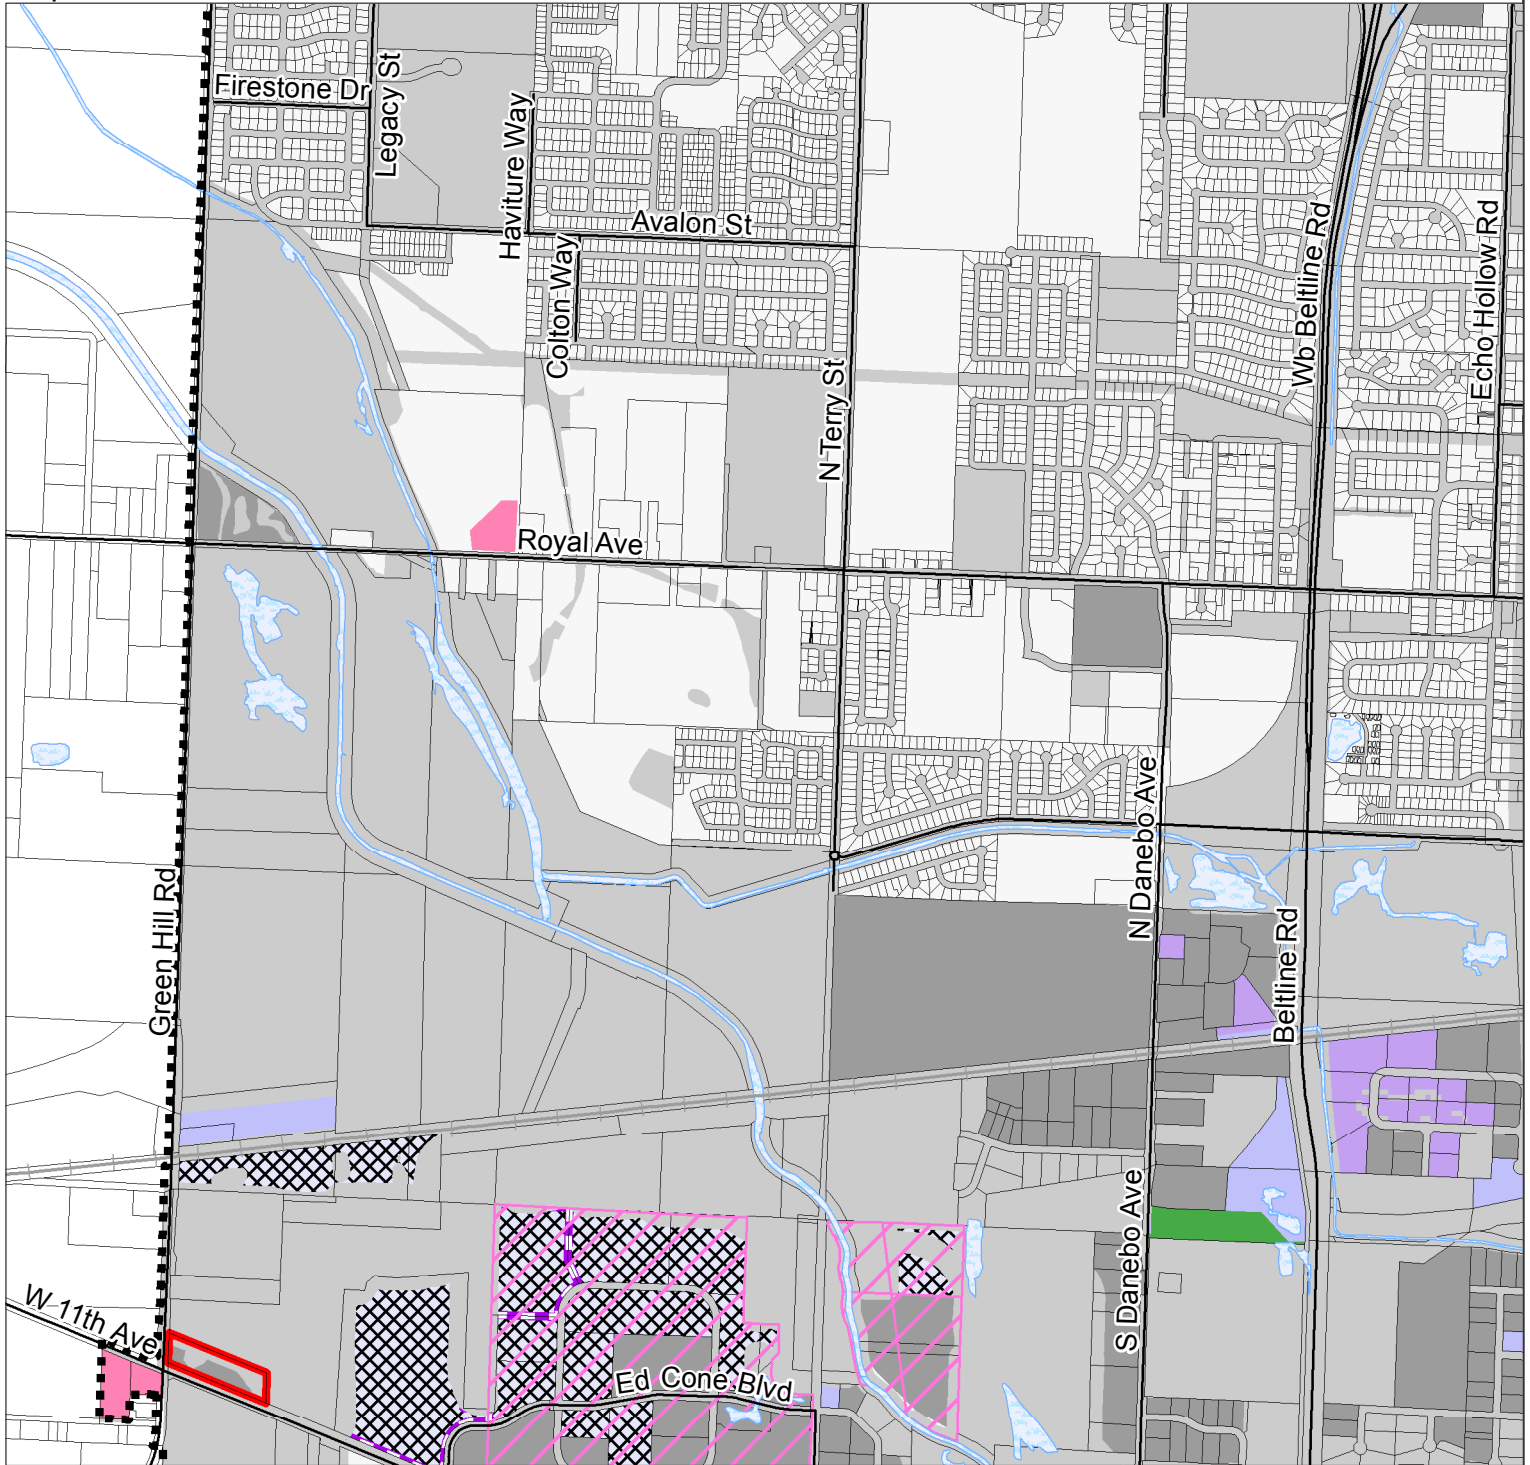 Firestone Dr
Legacy St
Haviture Way
Avalon St
Colton Way
N Terry St
Wb Beltline Rd
Echo Hollow Rd
Royal Ave
N Danebo Ave
Green Hill Rd
Beltline Rd
S Danebo Ave
W 11th Ave
Ed Cone Blvd